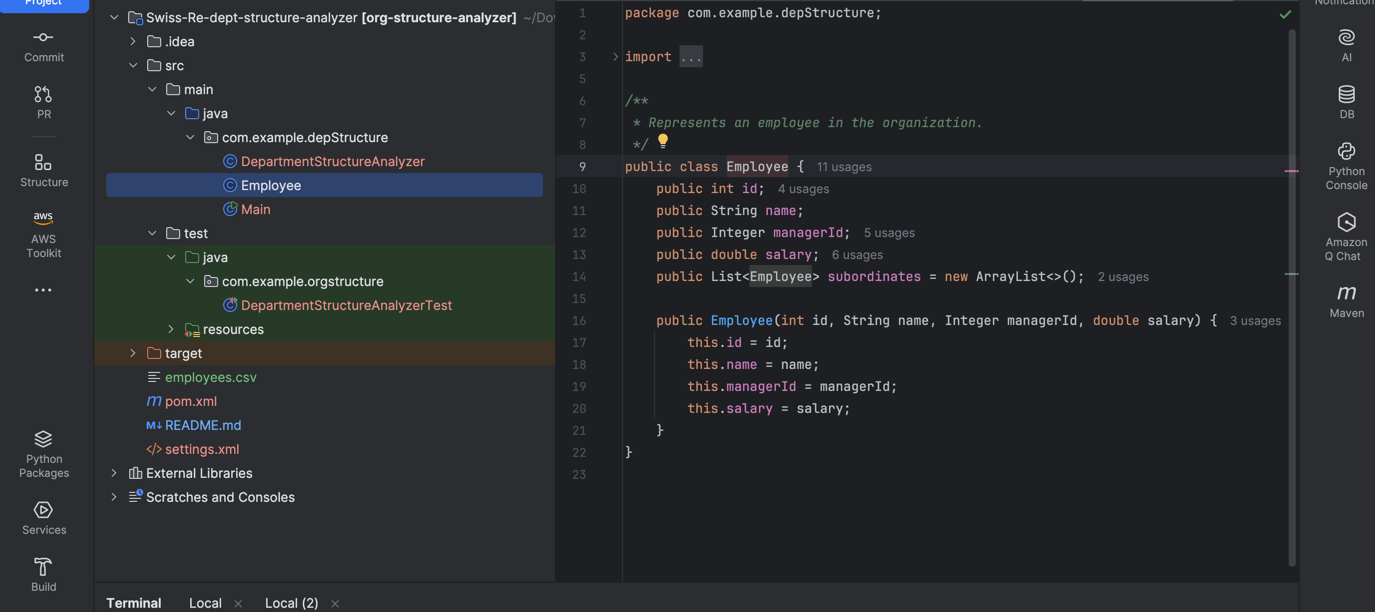 Project
Commit
PR
Structure
aws
AWS
Toolkit
Python
Packages
Services
Build
Swiss-Re-dept-structure-analyzer [org-structure-analyzer] ~/Do
.idea
src
main
java
com.example.depStructure
DepartmentStructureAnalyzer
Employee
Main
test
java
com.example.orgstructure
DepartmentStructureAnalyzerTest
resources
target
employees.csv
pom.xml
README.md
settings.xml
External Libraries
Scratches and Consoles
1 package com.example.depStructure;
2
3 import ...
5
6 /**
7 * Represents an employee in the organization.
8 */
9 public class Employee { 11 usages
10 public int id; 4 usages
11 public String name;
12 public Integer managerId; 5 usages
13 public double salary; 6 usages
14 public List<Employee> subordinates = new ArrayList<>(); 2 usages
15
16 public Employee(int id, String name, Integer managerId, double salary) { 3 usages
17 this.id = id;
18 this.name = name;
19 this.managerId = managerId;
20 this.salary = salary;
21 }
22 }
23
Notification
AI
DB
Python
Console
Amazon
Q Chat
Maven
Terminal Local × Local (2) ×